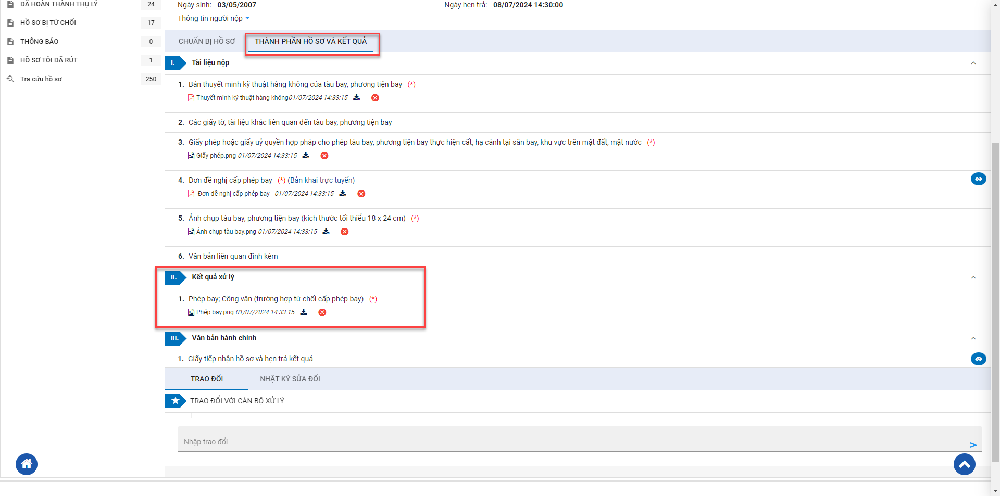 ĐÃ HOÀN THÀNH THỤ LÝ 24
HỒ SƠ BỊ TỪ CHỐI 17
THÔNG BÁO 0
HỒ SƠ TÔI ĐÃ RÚT 1
Tra cứu hồ sơ 250
Ngày sinh: 03/05/2007 Ngày hẹn trả: 08/07/2024 14:30:00
Thông tin người nộp
CHUẨN BỊ HỒ SƠ THÀNH PHẦN HỒ SƠ VÀ KẾT QUẢ
I. Tài liệu nộp
1. Bản thuyết minh kỹ thuật hàng không của tàu bay, phương tiện bay (*)
Thuyết minh kỹ thuật hàng không01/07/2024 14:33:15
2. Các giấy tờ, tài liệu khác liên quan đến tàu bay, phương tiện bay
3. Giấy phép hoặc giấy uỷ quyền hợp pháp cho phép tàu bay, phương tiện bay thực hiện cất, hạ cánh tại sân bay, khu vực trên mặt đất, mặt nước (*)
Giấy phép.png 01/07/2024 14:33:15
4. Đơn đề nghị cấp phép bay (*) (Bản khai trực tuyến)
Đơn đề nghị cấp phép bay - 01/07/2024 14:33:15
5. Ảnh chụp tàu bay, phương tiện bay (kích thước tối thiểu 18 x 24 cm) (*)
Ảnh chụp tàu bay.png 01/07/2024 14:33:15
6. Văn bản liên quan đính kèm
II. Kết quả xử lý
1. Phép bay; Công văn (trường hợp từ chối cấp phép bay) (*)
Phép bay.png 01/07/2024 14:33:15
III. Văn bản hành chính
1. Giấy tiếp nhận hồ sơ và hẹn trả kết quả
TRAO ĐỔI NHẬT KÝ SỬA ĐỔI
TRAO ĐỔI VỚI CÁN BỘ XỬ LÝ
Nhập trao đổi